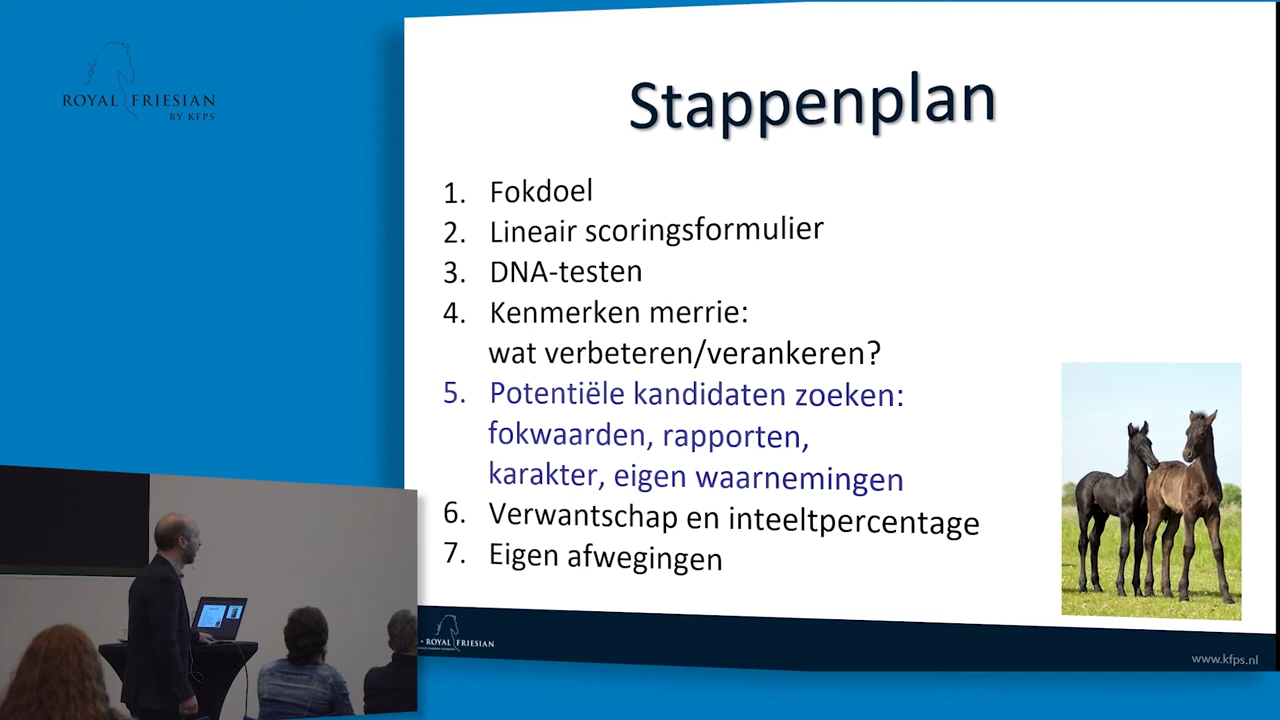 ROYAL FRIESIAN
BY KFPS
Stappenplan
1. Fokdoel
2. Lineair scoringsformulier
3. DNA-testen
4. Kenmerken merrie:
wat verbeteren/verankeren?
5. Potentiële kandidaten zoeken:
fokwaarden, rapporten,
karakter, eigen waarnemingen
6. Verwantschap en inteeltpercentage
7. Eigen afwegingen
ROYAL FRIESIAN
www.kfps.nl